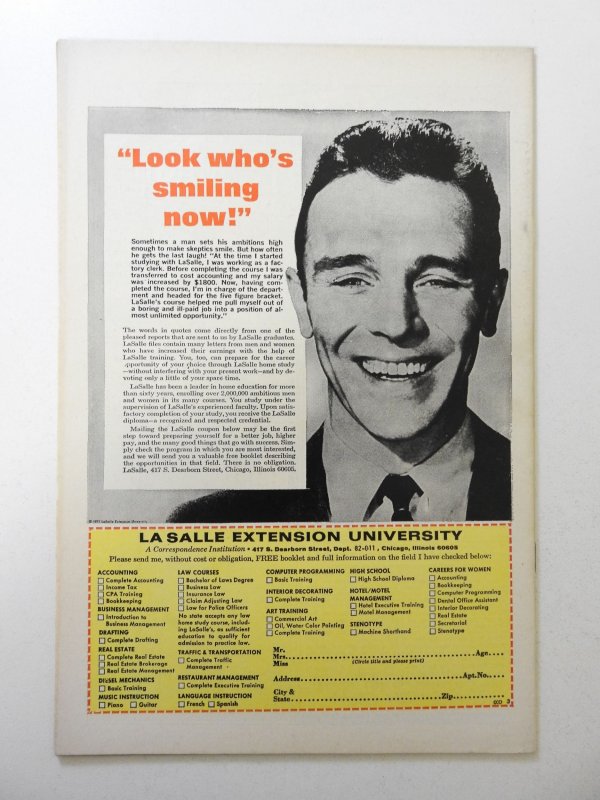 “Look who's
smiling
now!”
Sometimes a man sets his ambitions high
enough to make skeptics smile. But how often
he gets the last laugh! “At the time I started
studying with LaSalle, I was working as a fac-
tory clerk. Before completing the course I was
transferred to cost accounting and my salary
was increased by $1800. Now, having com-
pleted the course, I'm in charge of the depart-
ment and headed for the five figure bracket.
LaSalle's course helped me pull myself out of
a boring and ill-paid job into a position of al-
most unlimited opportunity.”
The words in quotes come directly from one of the
pleased reports that are sent to us by LaSalle graduates.
LaSalle files contain many letters from men and women
who have increased their earnings with the help of
LaSalle training. You, too, can prepare for the career
opportunity of your choice through LaSalle home study
—without interfering with your present work—and by de-
voting only a little of your spare time.
LaSalle has been a leader in home education for more
than sixty years, enrolling over 2,000,000 ambitious men
and women in its many courses. You study under the
supervision of LaSalle's experienced faculty. Upon satis-
factory completion of your study, you receive the LaSalle
diploma—a recognized and respected credential.
Mailing the LaSalle coupon below may be the first
step toward preparing yourself for a better job, higher
pay, and the many good things that go with success. Sim-
ply check the program in which you are most interested,
and we will send you a valuable free booklet describing
the opportunities in that field. There is no obligation.
LaSalle, 417 S. Dearborn Street, Chicago, Illinois 60605.
LA SALLE EXTENSION UNIVERSITY
A Correspondence Institution • 417 S. Dearborn Street, Dept. 82-011, Chicago, Illinois 60605
Please send me, without cost or obligation, FREE booklet and full information on the field I have checked below:
ACCOUNTING
Complete Accounting
Income Tax
CPA Training
Bookkeeping
BUSINESS MANAGEMENT
Introduction to
Business Management
DRAFTING
Complete Drafting
REAL ESTATE
Complete Real Estate
Real Estate Brokerage
Real Estate Management
DIESEL MECHANICS
Basic Training
MUSIC INSTRUCTION
Piano Guitar
LAW COURSES
Bachelor of Laws Degree
Business Law
Insurance Law
Claim Adjusting Law
Law for Police Officers
No state accepts any law
home study course, includ-
ing LaSalle's, as sufficient
education to qualify for
admission to practice law.
TRAFFIC & TRANSPORTATION
Complete Traffic
Management
RESTAURANT MANAGEMENT
Complete Executive Training
LANGUAGE INSTRUCTION
French Spanish
COMPUTER PROGRAMMING
Basic Training
INTERIOR DECORATING
Complete Training
ART TRAINING
Commercial Art
Oil, Water Color Painting
Complete Training
HIGH SCHOOL
High School Diploma
HOTEL/MOTEL
MANAGEMENT
Hotel Executive Training
Motel Management
STENOTYPE
Machine Shorthand
CAREERS FOR WOMEN
Accounting
Bookkeeping
Computer Programming
Dental Office Assistant
Interior Decorating
Real Estate
Secretarial
Stenotype
Mr.
Mrs. Age
Miss (Circle title and please print)
Address Apt. No.
City &
State Zip